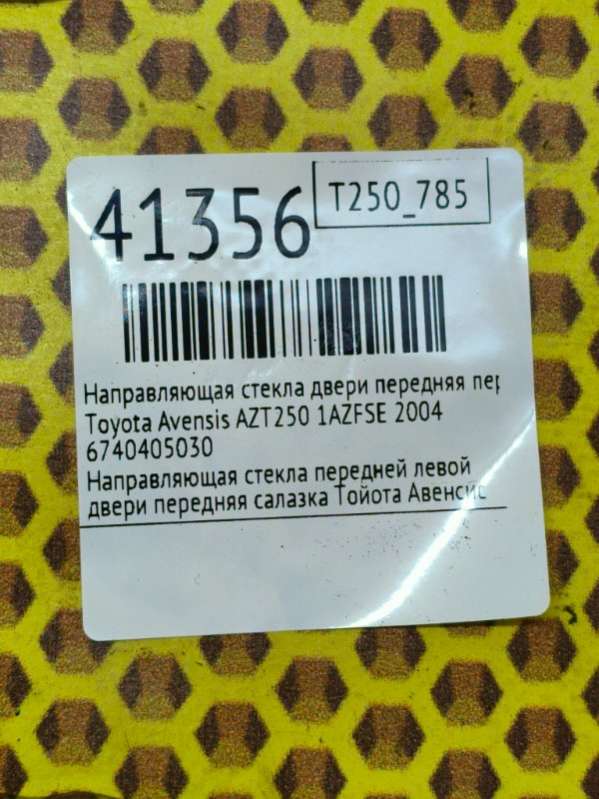 41356
T250_785
Направляющая стекла двери передняя пер
Toyota Avensis AZT250 1AZFSE 2004
6740405030
Направляющая стекла передней левой
двери передняя салазка Тойота Авенсис